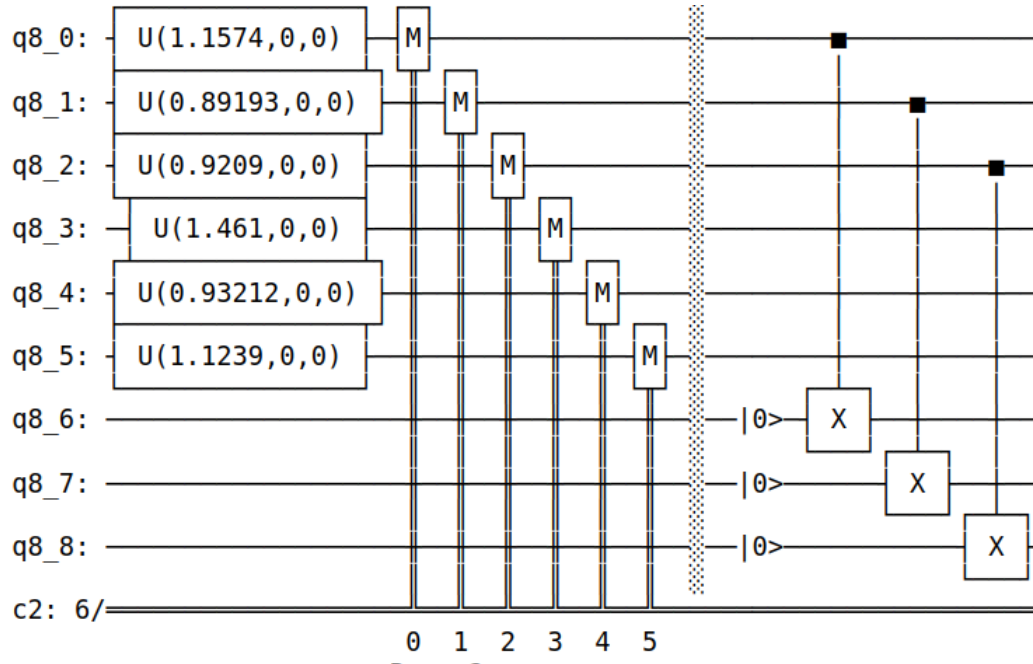 q8_0: U(1.1574,0,0) M
q8_1: U(0.89193,0,0) M
q8_2: U(0.9209,0,0) M
q8_3: U(1.461,0,0) M
q8_4: U(0.93212,0,0) M
q8_5: U(1.1239,0,0) M
q8_6: |0> X
q8_7: |0> X
q8_8: |0> X
c2: 6/
0 1 2 3 4 5